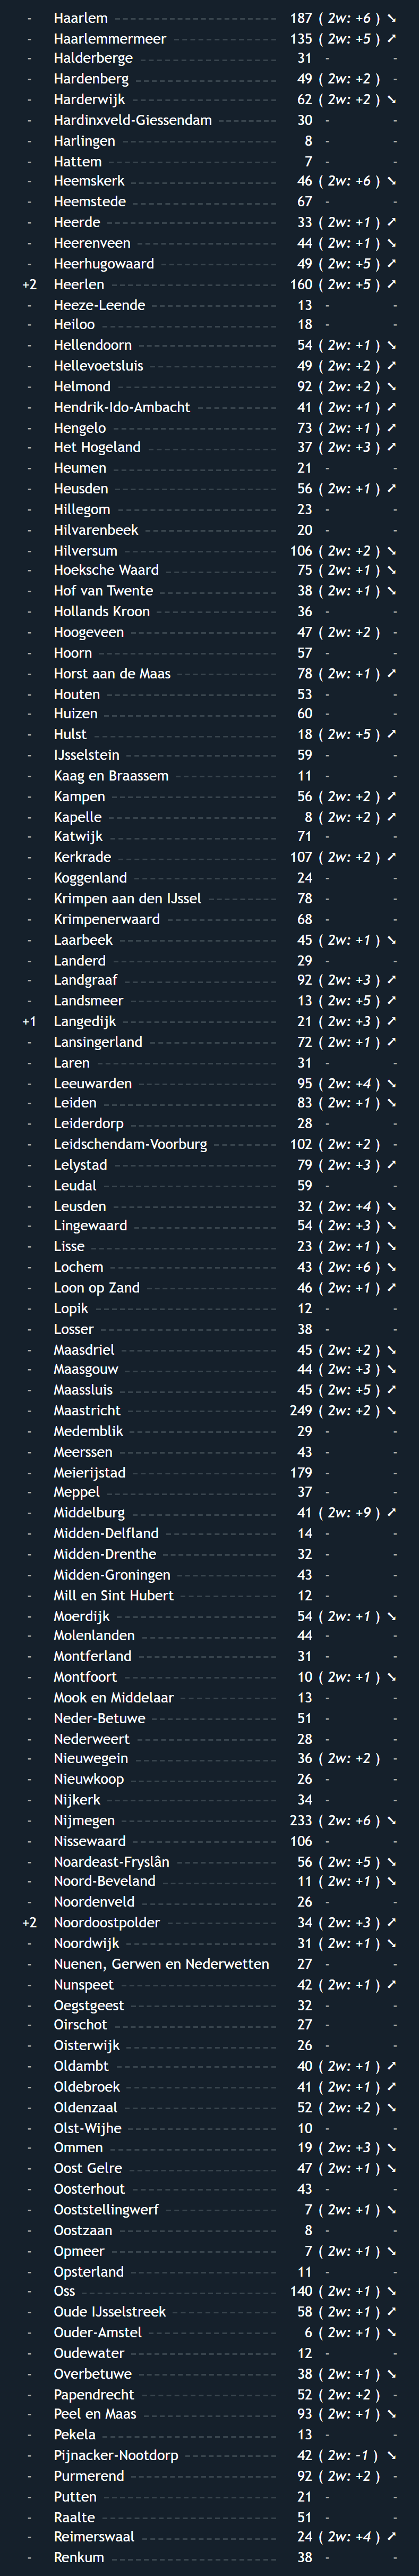 - Haarlem 187 ( 2w: +6 ) ↘
- Haarlemmermeer 135 ( 2w: +5 ) ↗
- Halderberge 31 - -
- Hardenberg 49 ( 2w: +2 ) -
- Harderwijk 62 ( 2w: +2 ) ↘
- Hardinxveld-Giessendam 30 - -
- Harlingen 8 - -
- Hattem 7 - -
- Heemskerk 46 ( 2w: +6 ) ↘
- Heemstede 67 - -
- Heerde 33 ( 2w: +1 ) ↗
- Heerenveen 44 ( 2w: +1 ) ↘
- Heerhugowaard 49 ( 2w: +5 ) ↗
+2 Heerlen 160 ( 2w: +5 ) ↗
- Heeze-Leende 13 - -
- Heiloo 18 - -
- Hellendoorn 54 ( 2w: +1 ) ↘
- Hellevoetsluis 49 ( 2w: +2 ) ↗
- Helmond 92 ( 2w: +2 ) ↘
- Hendrik-Ido-Ambacht 41 ( 2w: +1 ) ↗
- Hengelo 73 ( 2w: +1 ) ↗
- Het Hogeland 37 ( 2w: +3 ) ↗
- Heumen 21 - -
- Heusden 56 ( 2w: +1 ) ↗
- Hillegom 23 - -
- Hilvarenbeek 20 - -
- Hilversum 106 ( 2w: +2 ) ↘
- Hoeksche Waard 75 ( 2w: +1 ) ↘
- Hof van Twente 38 ( 2w: +1 ) ↘
- Hollands Kroon 36 - -
- Hoogeveen 47 ( 2w: +2 ) -
- Hoorn 57 - -
- Horst aan de Maas 78 ( 2w: +1 ) ↗
- Houten 53 - -
- Huizen 60 - -
- Hulst 18 ( 2w: +5 ) ↗
- IJsselstein 59 - -
- Kaag en Braassem 11 - -
- Kampen 56 ( 2w: +2 ) ↗
- Kapelle 8 ( 2w: +2 ) ↗
- Katwijk 71 - -
- Kerkrade 107 ( 2w: +2 ) ↗
- Koggenland 24 - -
- Krimpen aan den IJssel 78 - -
- Krimpenerwaard 68 - -
- Laarbeek 45 ( 2w: +1 ) ↘
- Landerd 29 - -
- Landgraaf 92 ( 2w: +3 ) ↗
- Landsmeer 13 ( 2w: +5 ) ↗
+1 Langedijk 21 ( 2w: +3 ) ↗
- Lansingerland 72 ( 2w: +1 ) ↗
- Laren 31 - -
- Leeuwarden 95 ( 2w: +4 ) ↘
- Leiden 83 ( 2w: +1 ) ↘
- Leiderdorp 28 - -
- Leidschendam-Voorburg 102 ( 2w: +2 ) -
- Lelystad 79 ( 2w: +3 ) ↗
- Leudal 59 - -
- Leusden 32 ( 2w: +4 ) ↘
- Lingewaard 54 ( 2w: +3 ) ↘
- Lisse 23 ( 2w: +1 ) ↘
- Lochem 43 ( 2w: +6 ) ↘
- Loon op Zand 46 ( 2w: +1 ) ↗
- Lopik 12 - -
- Losser 38 - -
- Maasdriel 45 ( 2w: +2 ) ↘
- Maasgouw 44 ( 2w: +3 ) ↘
- Maassluis 45 ( 2w: +5 ) ↗
- Maastricht 249 ( 2w: +2 ) ↘
- Medemblik 29 - -
- Meerssen 43 - -
- Meierijstad 179 - -
- Meppel 37 - -
- Middelburg 41 ( 2w: +9 ) ↗
- Midden-Delfland 14 - -
- Midden-Drenthe 32 - -
- Midden-Groningen 43 - -
- Mill en Sint Hubert 12 - -
- Moerdijk 54 ( 2w: +1 ) ↘
- Molenlanden 44 - -
- Montferland 31 - -
- Montfoort 10 ( 2w: +1 ) ↘
- Mook en Middelaar 13 - -
- Neder-Betuwe 51 - -
- Nederweert 28 - -
- Nieuwegein 36 ( 2w: +2 ) -
- Nieuwkoop 26 - -
- Nijkerk 34 - -
- Nijmegen 233 ( 2w: +6 ) ↘
- Nissewaard 106 - -
- Noardeast-Fryslân 56 ( 2w: +5 ) ↘
- Noord-Beveland 11 ( 2w: +1 ) ↘
- Noordenveld 26 - -
+2 Noordoostpolder 34 ( 2w: +3 ) ↗
- Noordwijk 31 ( 2w: +1 ) ↘
- Nuenen, Gerwen en Nederwetten 27 - -
- Nunspeet 42 ( 2w: +1 ) ↗
- Oegstgeest 32 - -
- Oirschot 27 - -
- Oisterwijk 26 - -
- Oldambt 40 ( 2w: +1 ) ↗
- Oldebroek 41 ( 2w: +1 ) ↗
- Oldenzaal 52 ( 2w: +2 ) ↘
- Olst-Wijhe 10 - -
- Ommen 19 ( 2w: +3 ) ↘
- Oost Gelre 47 ( 2w: +1 ) ↘
- Oosterhout 43 - -
- Ooststellingwerf 7 ( 2w: +1 ) ↘
- Oostzaan 8 - -
- Opmeer 7 ( 2w: +1 ) ↘
- Opsterland 11 - -
- Oss 140 ( 2w: +1 ) ↘
- Oude IJsselstreek 58 ( 2w: +1 ) ↗
- Ouder-Amstel 6 ( 2w: +1 ) ↘
- Oudewater 12 - -
- Overbetuwe 38 ( 2w: +1 ) ↘
- Papendrecht 52 ( 2w: +2 ) -
- Peel en Maas 93 ( 2w: +1 ) ↘
- Pekela 13 - -
- Pijnacker-Nootdorp 42 ( 2w: -1 ) ↘
- Purmerend 92 ( 2w: +2 ) -
- Putten 21 - -
- Raalte 51 - -
- Reimerswaal 24 ( 2w: +4 ) ↗
- Renkum 38 - -